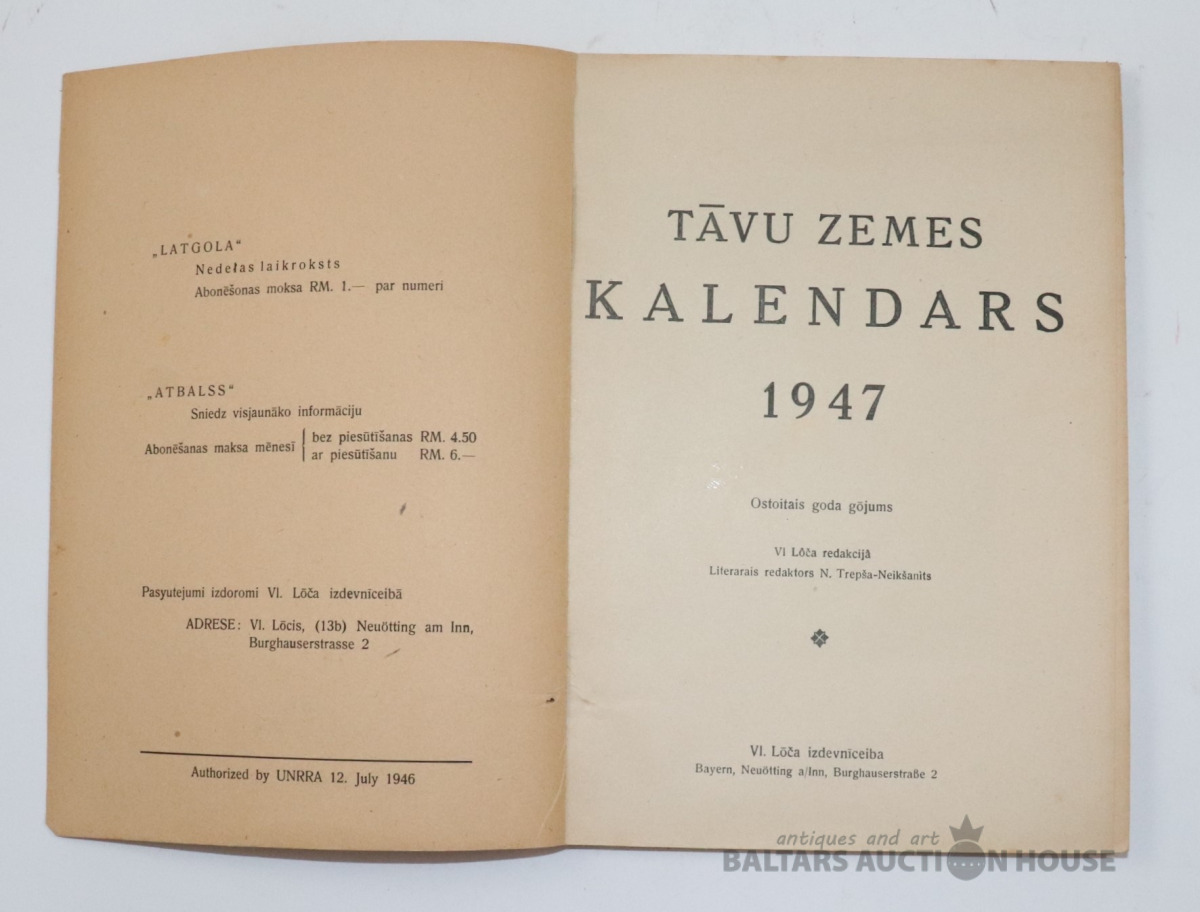 „LATGOLA“
Nedeļas laikroksts
Abonēšonas moksa RM. 1.— par numeri
„ATBALSS“
Sniedz visjaunāko informāciju
Abonēšanas maksa mēnesī
bez piesūtīšanas RM. 4.50
ar piesūtīšanu RM. 6.—
Pasyutejumi izdoromi Vl. Lōča izdevnīceibā
ADRESE: Vl. Lōcis, (13b) Neuötting am Inn,
Burghauserstrasse 2
Authorized by UNRRA 12. July 1946
TĀVU ZEMES
KALENDARS
1947
Ostoitais goda gōjums
Vl Lōča redakcijā
Literarais redaktors N. Trepša-Neikšanīts
Vl. Lōča izdevnīceiba
Bayern, Neuötting a/Inn, Burghauserstraße 2
antiques and art
BALTARS AUCTION HOUSE